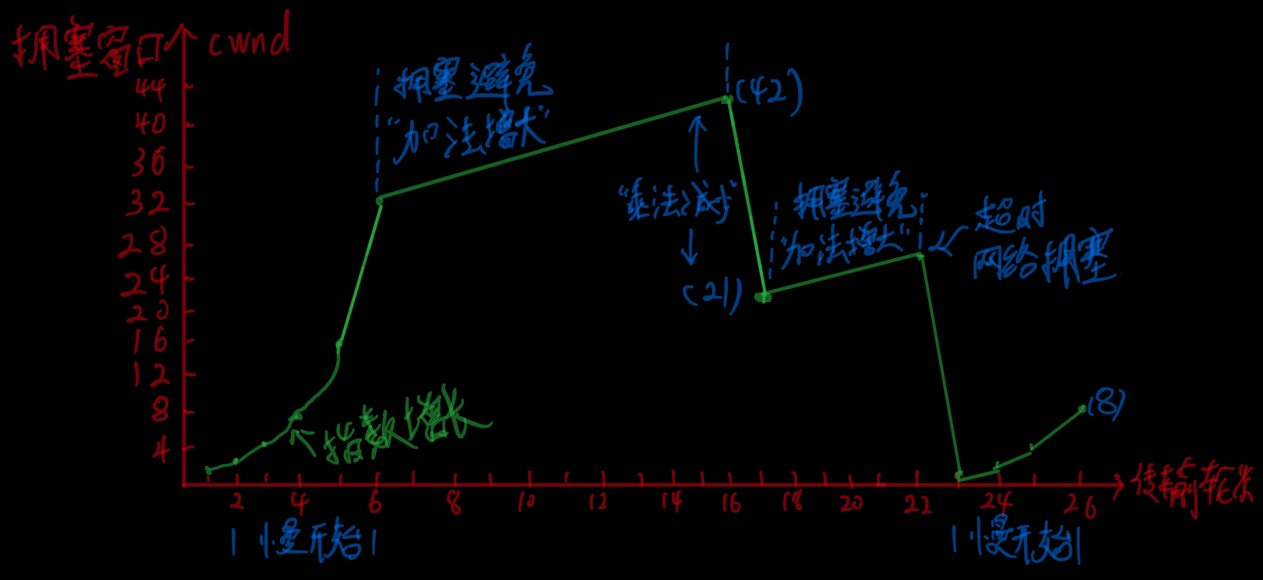 拥塞窗口 cwnd
44
40
36
32
28
24
20
16
12
8
4
拥塞避免
"加法增大"
(42)
"乘法减少"
(21)
拥塞避免
"加法增大"
超时
网络拥塞
指数增长
(8)
2 4 6 8 10 12 14 16 18 20 22 24 26
传输轮次
慢开始
慢开始